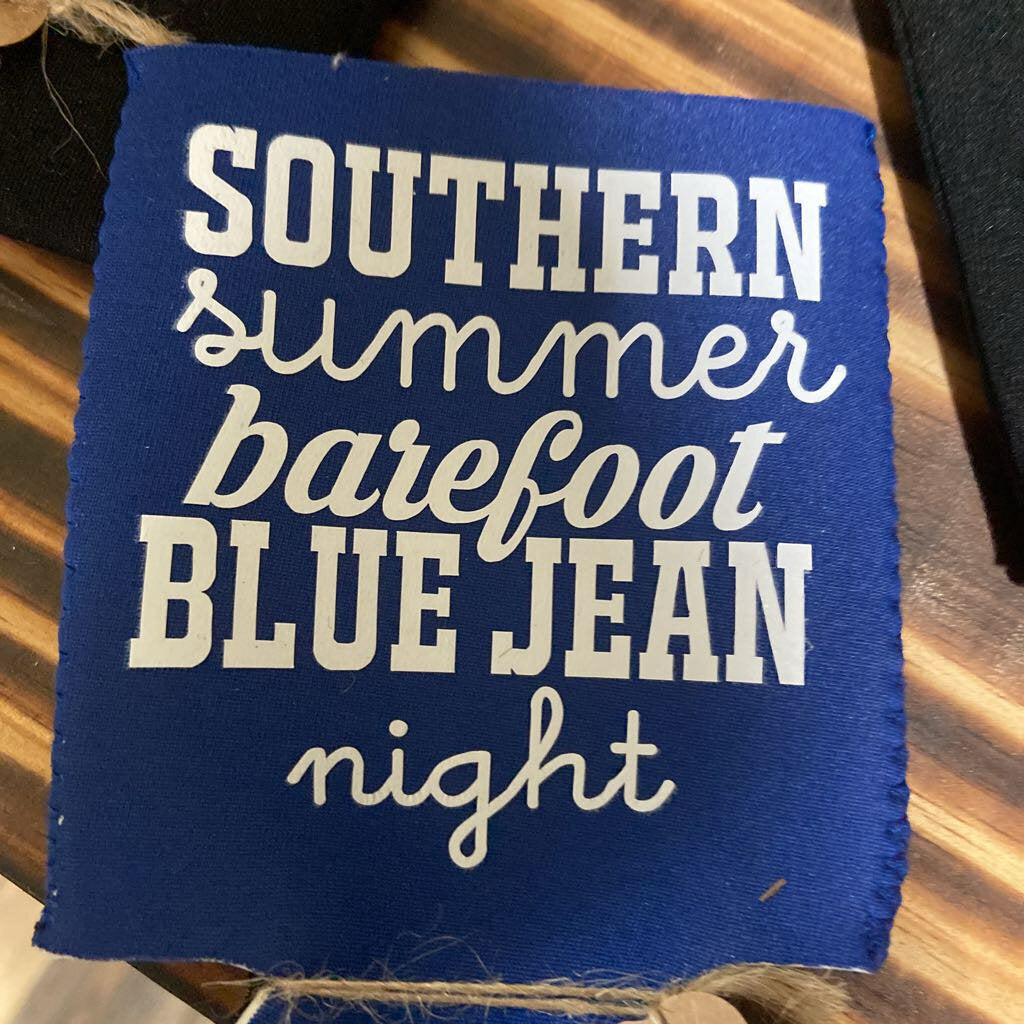 SOUTHERN
summer
barefoot
BLUE JEAN
night